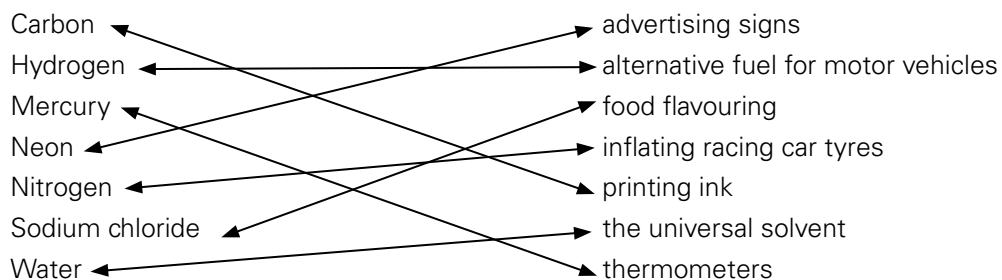 Carbon advertising signs
Hydrogen alternative fuel for motor vehicles
Mercury food flavouring
Neon inflating racing car tyres
Nitrogen printing ink
Sodium chloride the universal solvent
Water thermometers